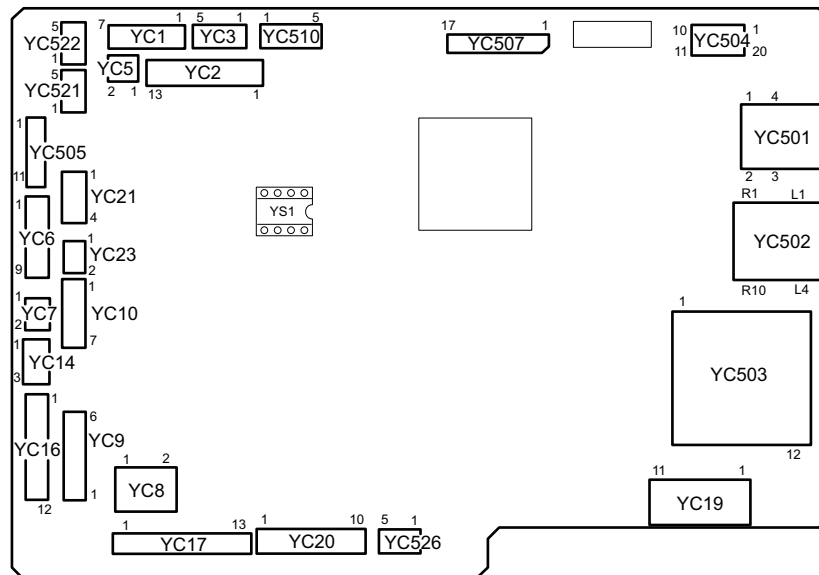 7 1 5 1 1 5 17 1 10 1
5 YC522 1
YC1 YC3 YC510 YC507 YC504
11 20
YC5 2 1
YC2 13 1
5 YC521 1
1 4
YC501
2 3
1 YC505 11
1 YC21 4
YS1
R1 L1
YC502
R10 L4
1 YC6 9
1 YC23 2
1 YC7 2
1 YC10 7
1
YC503
12
1 YC14 3
1 YC16 12
6 YC9 1
1 2
YC8
11 1
YC19
1 13
YC17
1 10
YC20
5 1
YC526